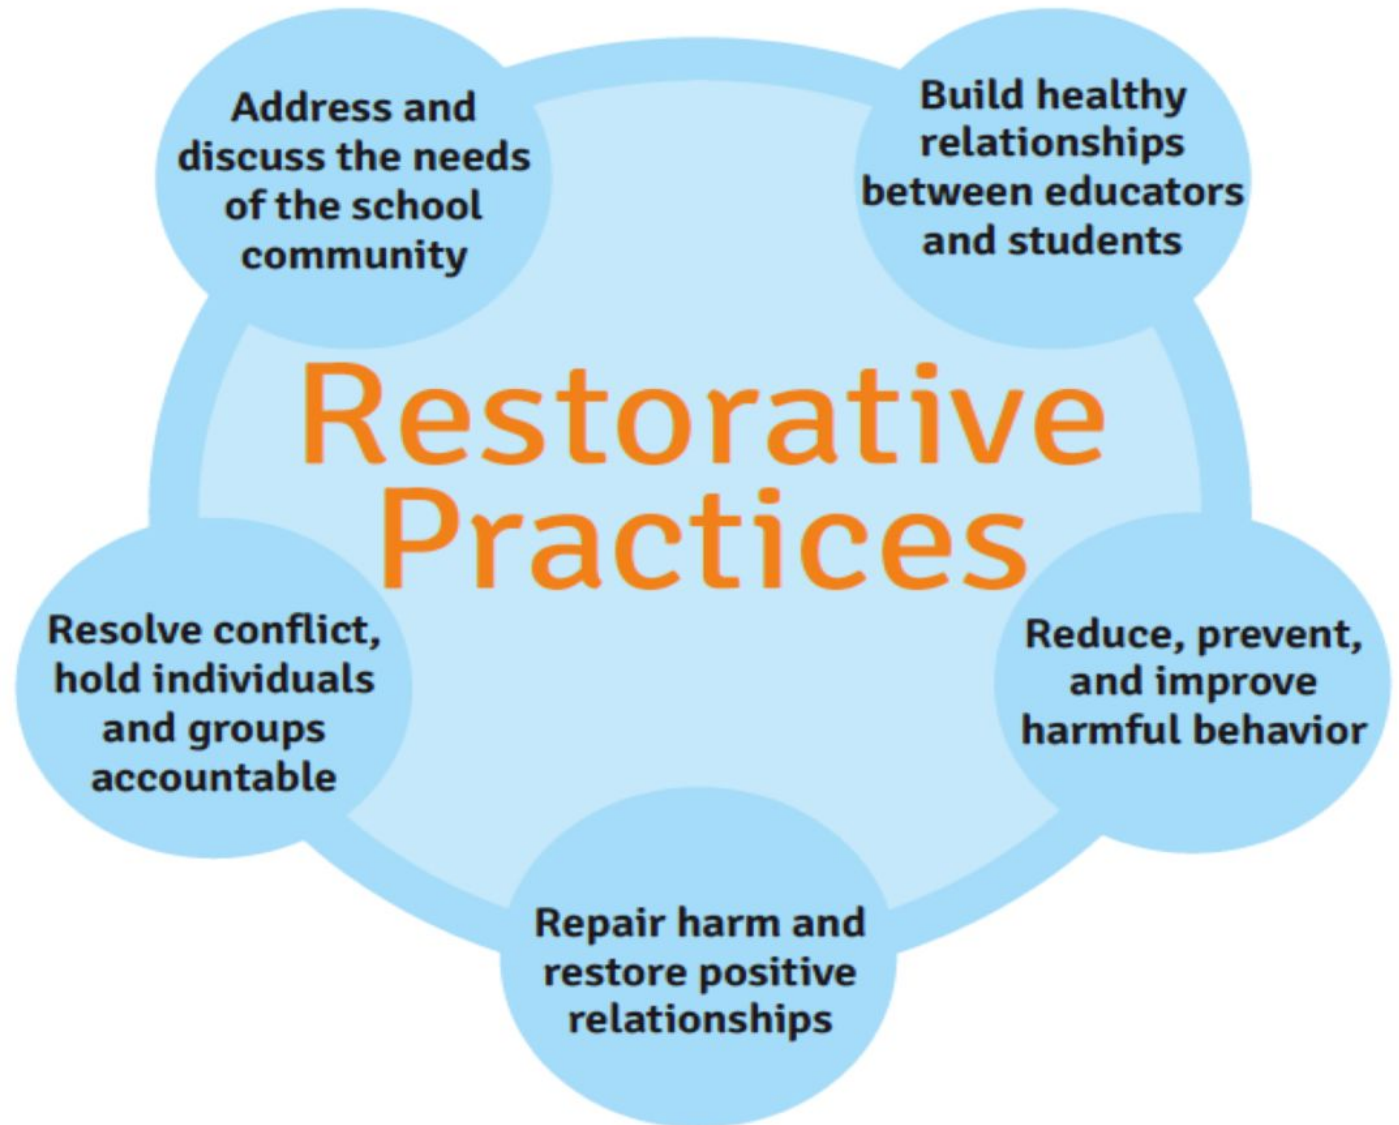 Address and
discuss the needs
of the school
community
Build healthy
relationships
between educators
and students
Restorative
Practices
Resolve conflict,
hold individuals
and groups
accountable
Reduce, prevent,
and improve
harmful behavior
Repair harm and
restore positive
relationships